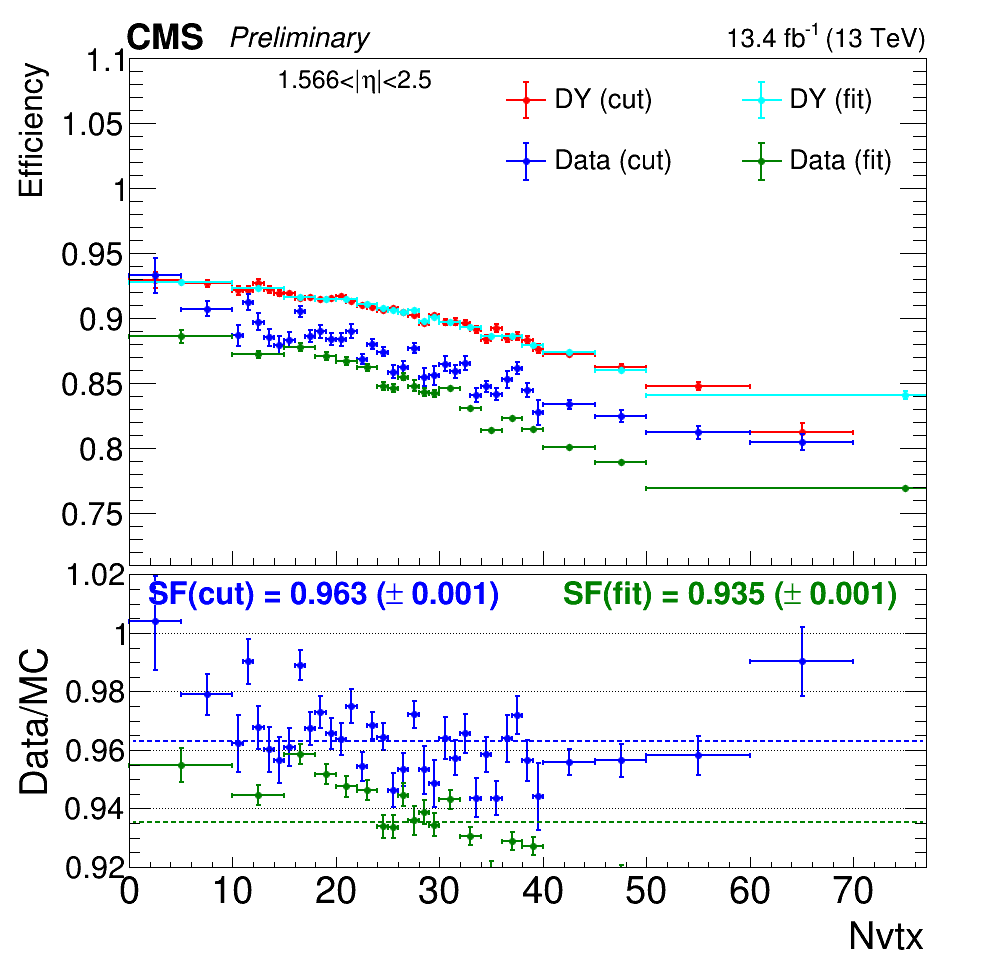 CMS Preliminary 13.4 fb-1 (13 TeV)
Efficiency
1.566<|η|<2.5
DY (cut) DY (fit)
Data (cut) Data (fit)
1.1
1.05
1
0.95
0.9
0.85
0.8
0.75
SF(cut) = 0.963 (± 0.001) SF(fit) = 0.935 (± 0.001)
Data/MC
1.02
1
0.98
0.96
0.94
0.92
0 10 20 30 40 50 60 70
Nvtx